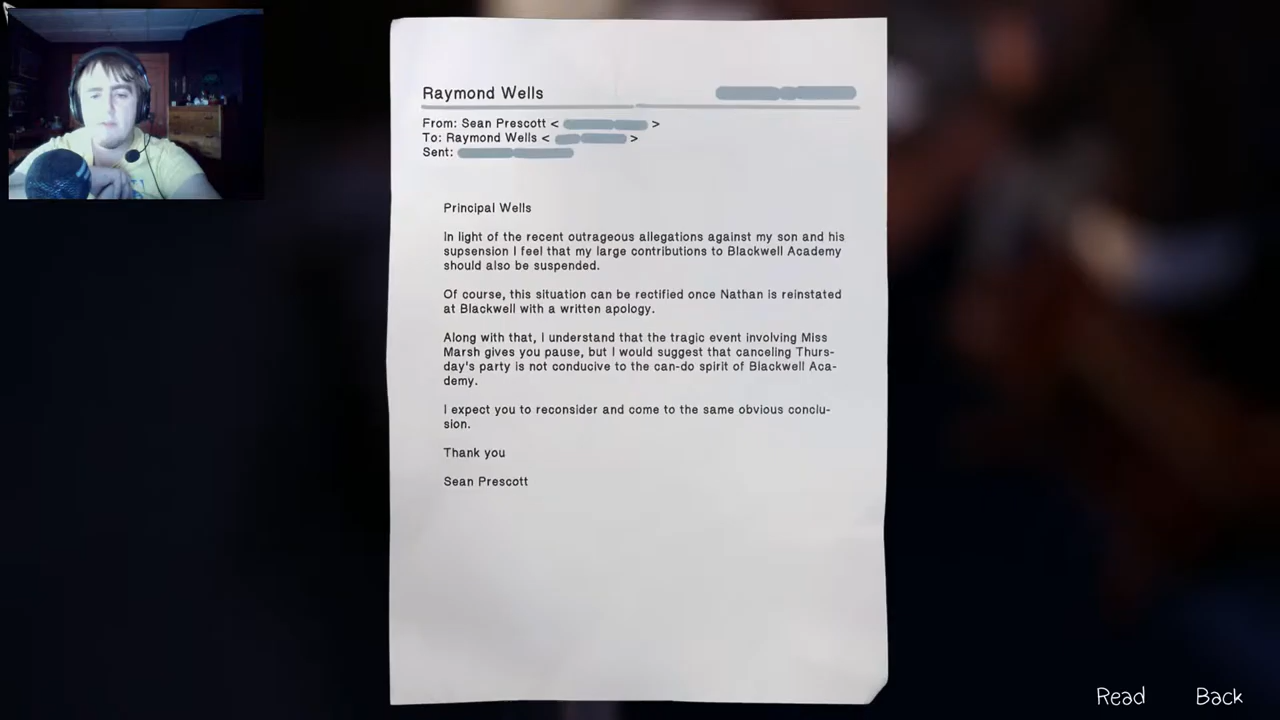 Raymond Wells
From: Sean Prescott < >
To: Raymond Wells < >
Sent:
Principal Wells
In light of the recent outrageous allegations against my son and his
supsension I feel that my large contributions to Blackwell Academy
should also be suspended.
Of course, this situation can be rectified once Nathan is reinstated
at Blackwell with a written apology.
Along with that, I understand that the tragic event involving Miss
Marsh gives you pause, but I would suggest that canceling Thurs-
day's party is not conducive to the can-do spirit of Blackwell Aca-
demy.
I expect you to reconsider and come to the same obvious conclu-
sion.
Thank you
Sean Prescott
Read Back